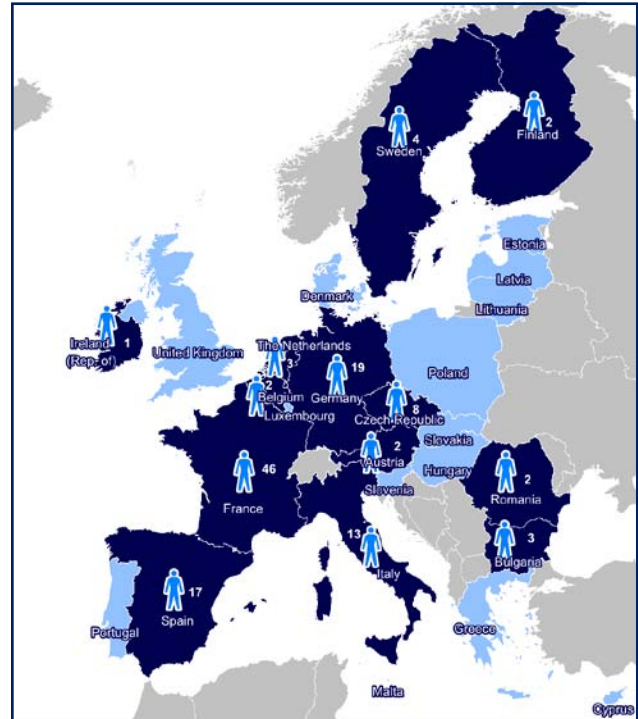 4
Sweden
2
Finland
Estonia
Latvia
Denmark
Lithuania
Ireland
(Rep. of)
1
United Kingdom
The Netherlands
3
19
Germany
Poland
2
Belgium
Luxembourg
8
Czech Republic
Slovakia
2
Austria
Hungary
Slovenia
46
France
2
Romania
13
Italy
3
Bulgaria
17
Spain
Portugal
Greece
Malta
Cyprus